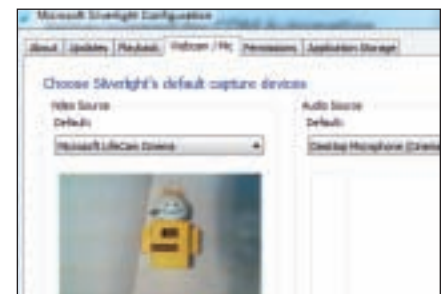 Microsoft Silverlight Configuration
About Updates Playback Webcam / Mic Permissions Application Storage
Choose Silverlight's default capture devices
Video Source
Audio Source
Default:
Default:
Microsoft LifeCam Cinema
Desktop Microphone (Cinema